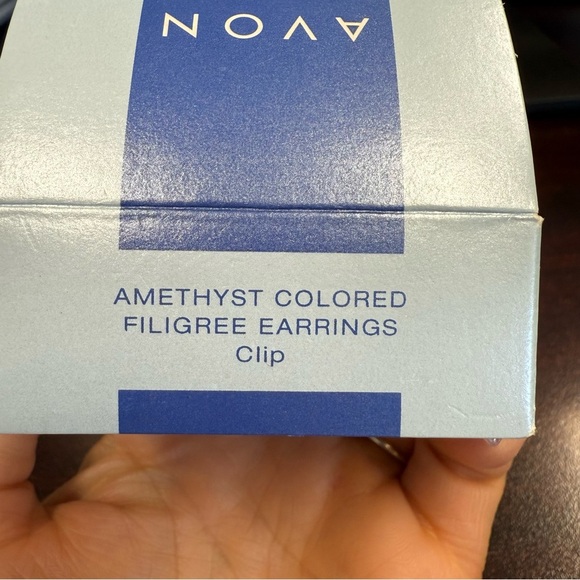 AVON
AMETHYST COLORED
FILIGREE EARRINGS
Clip